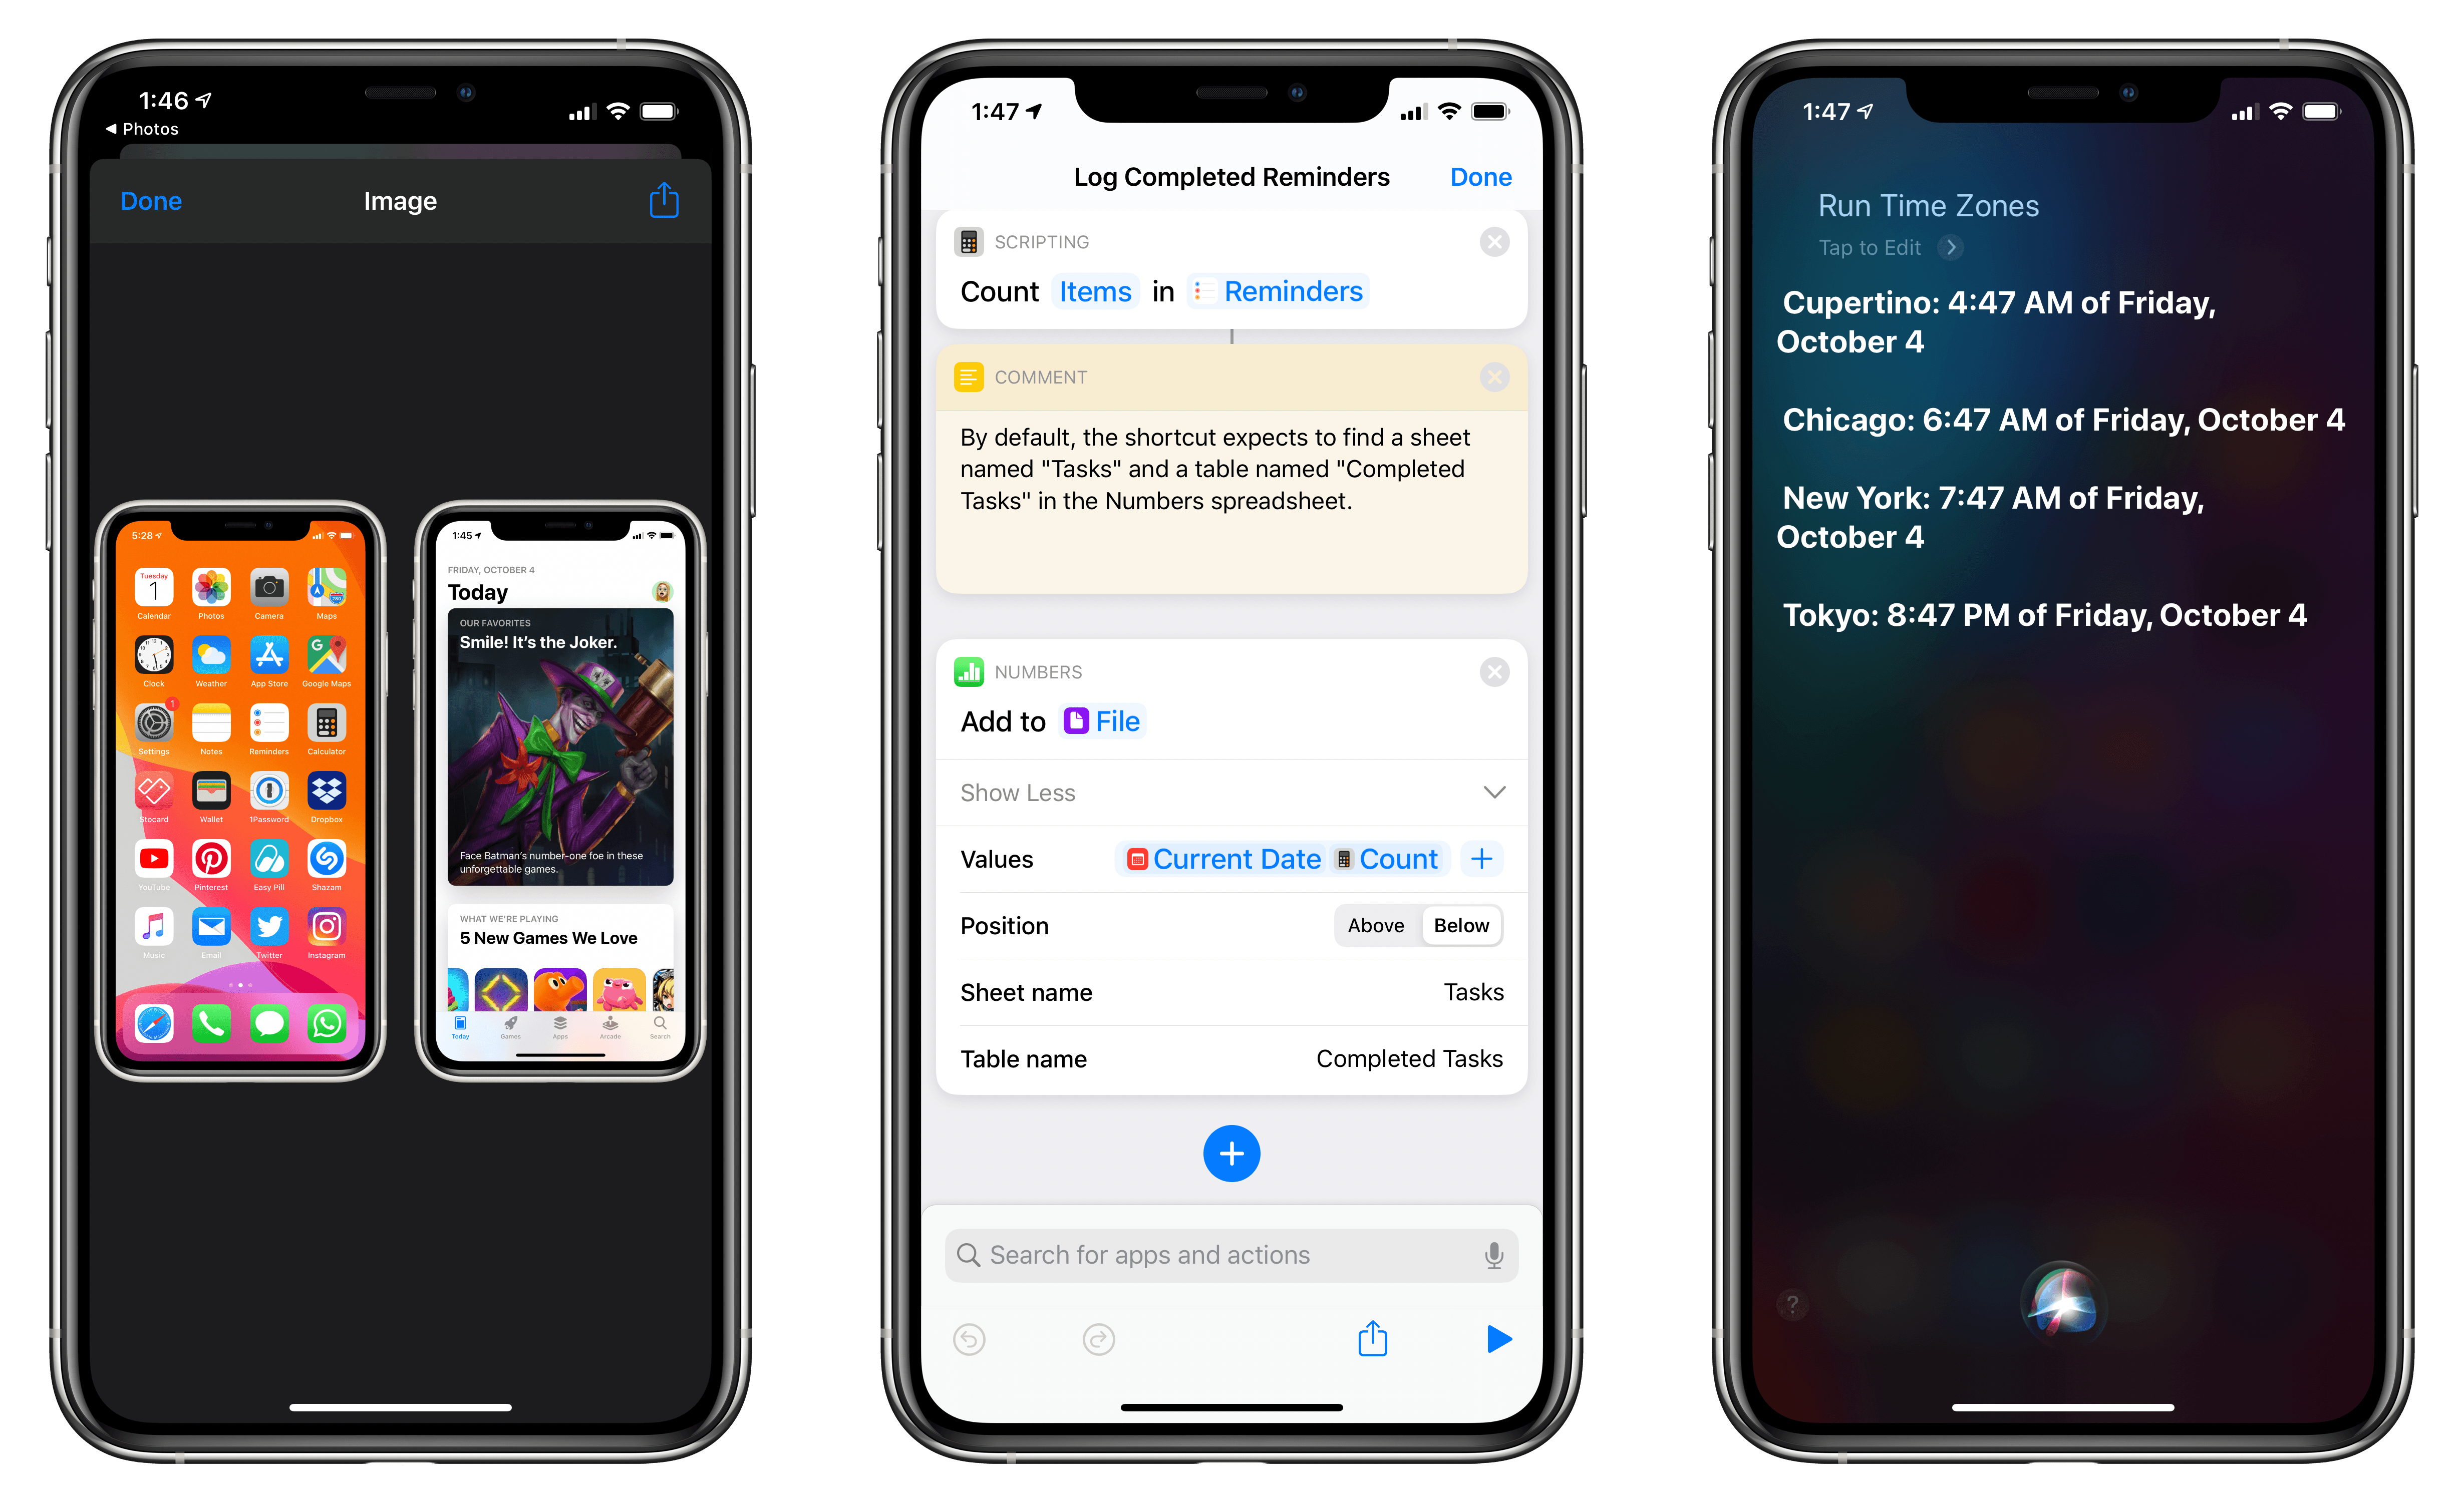 1:46
◀ Photos
Done
Image
5:28
Tuesday
1
Calendar
Photos
Camera
Maps
Clock
Weather
App Store
Google Maps
1
Settings
Notes
Reminders
Calculator
Stocard
Wallet
1Password
Dropbox
YouTube
Pinterest
Easy Pill
Shazam
Music
Email
Twitter
Instagram
1:45
FRIDAY, OCTOBER 4
Today
OUR FAVORITES
Smile! It’s the Joker.
Face Batman’s number-one foe in these
unforgettable games.
WHAT WE’RE PLAYING
5 New Games We Love
Today
Games
Apps
Arcade
Search
1:47
Log Completed Reminders
Done
SCRIPTING
Count Items in Reminders
COMMENT
By default, the shortcut expects to find a sheet
named "Tasks" and a table named "Completed
Tasks" in the Numbers spreadsheet.
NUMBERS
Add to File
Show Less
Values Current Date Count
Position Above Below
Sheet name Tasks
Table name Completed Tasks
Search for apps and actions
1:47
Run Time Zones
Tap to Edit
Cupertino: 4:47 AM of Friday,
October 4
Chicago: 6:47 AM of Friday, October 4
New York: 7:47 AM of Friday,
October 4
Tokyo: 8:47 PM of Friday, October 4
?